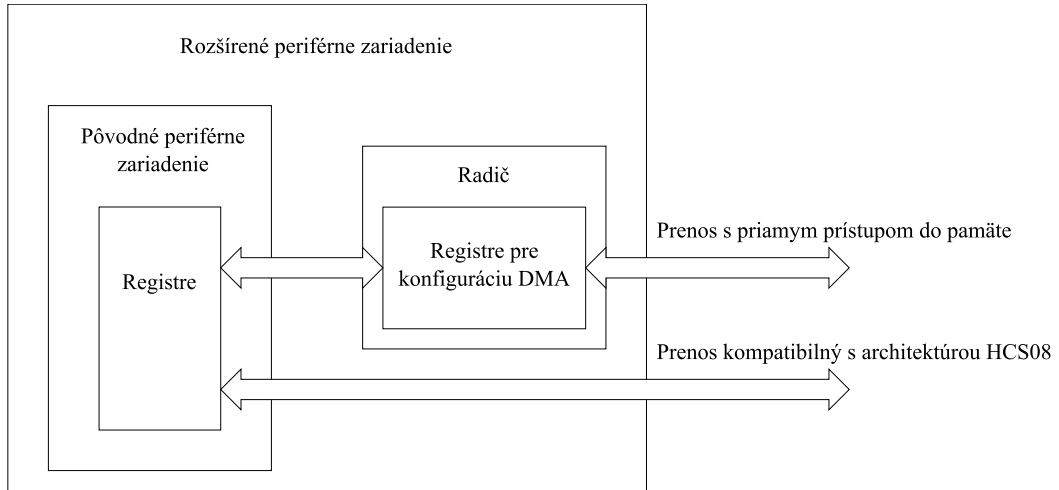 Rozšírené periférne zariadenie
Pôvodné periférne
zariadenie
Radič
Registre
Registre pre
konfiguráciu DMA
Prenos s priamym prístupom do pamäte
Prenos kompatibilný s architektúrou HCS08